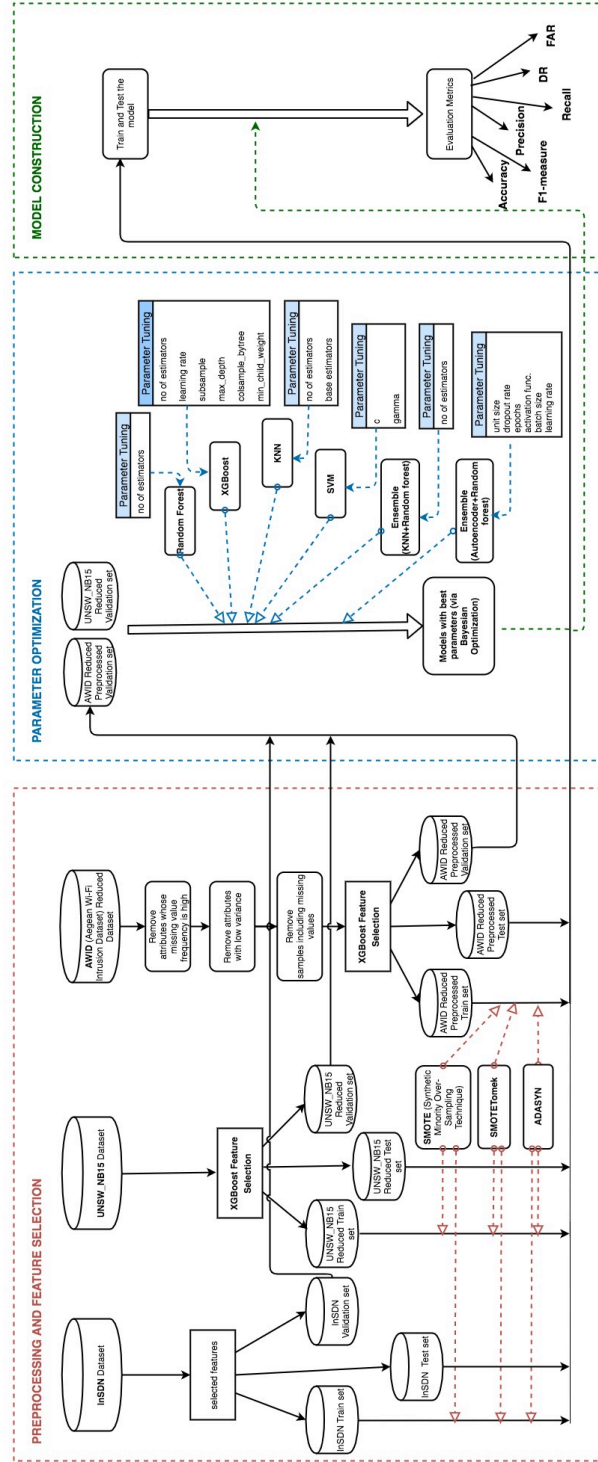 PREPROCESSING AND FEATURE SELECTION
InSDN Dataset
selected features
InSDN Train set
InSDN Test set
InSDN
Validation set
UNSW_NB15 Dataset
XGBoost Feature
Selection
UNSW_NB15
Reduced Train
set
UNSW_NB15
Reduced Test
set
UNSW_NB15
Reduced
Validation set
AWID (Aegean Wi-Fi
Intrusion Dataset) Reduced
Dataset
Remove
attributes whose
missing value
frequency is high
Remove attributes
with low variance
Remove
samples including missing
values
XGBoost Feature
Selection
AWID Reduced
Preprocessed
Train set
AWID Reduced
Preprocessed
Test set
AWID Reduced
Preprocessed
Validation set
SMOTE (Synthetic
Minority Over-
Sampling
Technique)
SMOTETomek
ADASYN
PARAMETER OPTIMIZATION
AWID Reduced
Preprocessed
Validation set
UNSW_NB15
Reduced
Validation set
Parameter Tuning
no of estimators
Random Forest
Parameter Tuning
no of estimators
learning rate
subsample
max_depth
colsample_bytree
min_child_weight
XGBoost
Parameter Tuning
no of estimators
base estimators
KNN
Parameter Tuning
c
gamma
SVM
Parameter Tuning
no of estimators
Ensemble
(KNN+Random forest)
Parameter Tuning
unit size
dropout rate
epochs
activation func.
batch size
learning rate
Ensemble
(Autoencoder+Random
forest)
Models with best
parameters (via
Bayesian
Optimization)
MODEL CONSTRUCTION
Train and Test the
model
Evaluation Metrics
Accuracy
F1-measure
Precision
Recall
DR
FAR